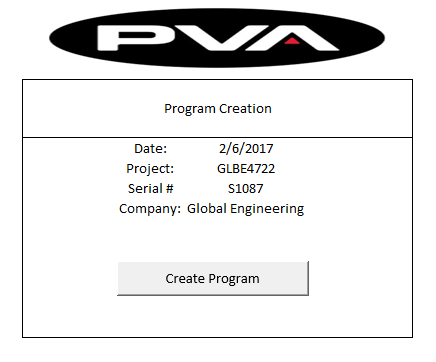 PVA
Program Creation
Date: 2/6/2017
Project: GLBE4722
Serial # S1087
Company: Global Engineering
Create Program